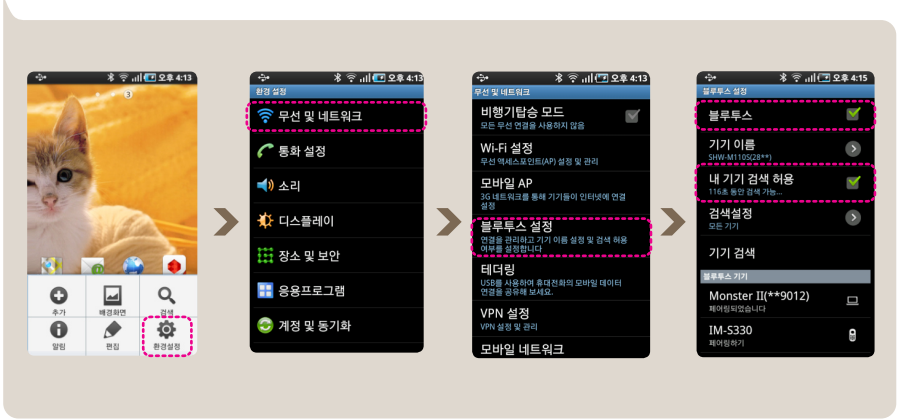 오후 4:13
3
추가
배경화면
검색
알림
편집
환경설정
오후 4:13
환경 설정
무선 및 네트워크
통화 설정
소리
디스플레이
장소 및 보안
응용프로그램
계정 및 동기화
오후 4:13
무선 및 네트워크
비행기탑승 모드
모든 무선 연결을 사용하지 않음
Wi-Fi 설정
무선 액세스포인트(AP) 설정 및 관리
모바일 AP
3G 네트워크를 통해 기기들이 인터넷에 연결
설정
블루투스 설정
연결을 관리하고 기기 이름 설정 및 검색 허용
여부를 설정합니다
테더링
USB를 사용하여 휴대전화의 모바일 데이터
연결을 공유해 보세요.
VPN 설정
VPN 설정 및 관리
모바일 네트워크
오후 4:15
블루투스 설정
블루투스
기기 이름
SHW-M110S(28**)
내 기기 검색 허용
116초 동안 검색 가능...
검색설정
모든 기기
기기 검색
블루투스 기기
Monster II(**9012)
페어링되었습니다
IM-S330
페어링하기